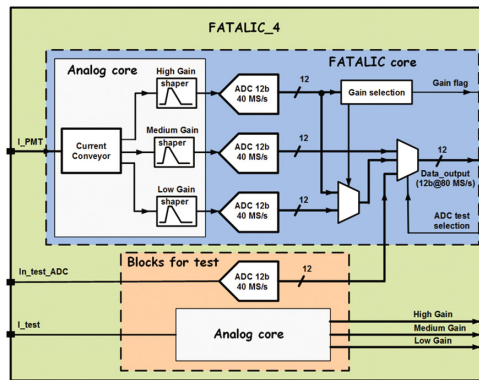 FATALIC_4
FATALIC core
Analog core
High Gain
shaper
ADC 12b
40 MS/s
12
Gain selection
Gain flag
I_PMT
Current
Conveyor
Medium Gain
shaper
ADC 12b
40 MS/s
12
12
Data_output
(12b@80 MS/s)
Low Gain
shaper
ADC 12b
40 MS/s
12
ADC test
selection
Blocks for test
In_test_ADC
ADC 12b
40 MS/s
12
I_test
Analog core
High Gain
Medium Gain
Low Gain